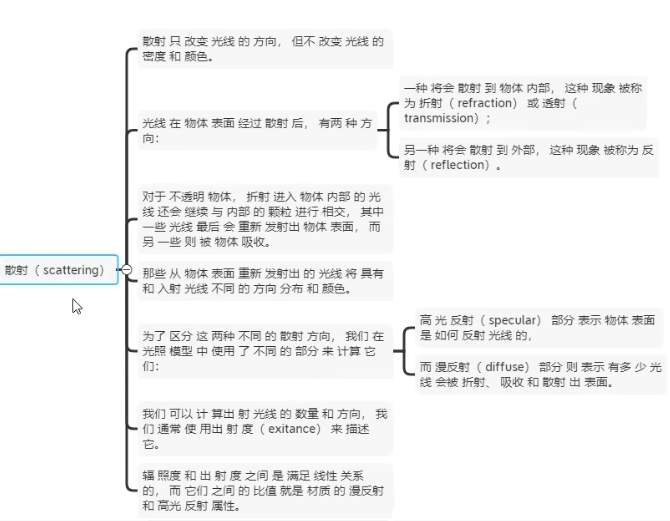 散射 只 改变 光线 的 方向， 但不 改变 光线 的
密度 和 颜色。
一种 将会 散射 到 物体 内部， 这种 现象 被称
为 折射（ refraction） 或 透射（
transmission）；
光线 在 物体 表面 经过 散射 后， 有两 种 方
向：
另一种 将会 散射 到 外部， 这种 现象 被称为 反
射（ reflection）。
对于 不透明 物体， 折射 进入 物体 内部 的 光
线 还会 继续 与 内部 的 颗粒 进行 相交， 其中
一些 光线 最后 会 重新 发射出 物体 表面， 而
另 一些 则 被 物体 吸收。
散射（ scattering）
那些 从 物体 表面 重新 发射出 的 光线 将 具有
和 入射 光线 不同 的 方向 分布 和 颜色。
高 光 反射（ specular） 部分 表示 物体 表面
是 如何 反射 光线 的，
为了 区分 这 两种 不同 的 散射 方向， 我们 在
光照 模型 中 使用 了 不同 的 部分 来 计算 它
们：
而 漫反射（ diffuse） 部分 则 表示 有多 少 光
线 会被 折射、 吸收 和 散射 出 表面。
我们 可以 计 算出 射 光线 的 数量 和 方向， 我
们 通常 使 用出 射 度（ exitance） 来 描述
它。
辐 照度 和 出 射 度 之间 是 满足 线性 关系
的， 而 它们 之间 的 比值 就是 材质 的 漫反射
和 高光 反射 属性。